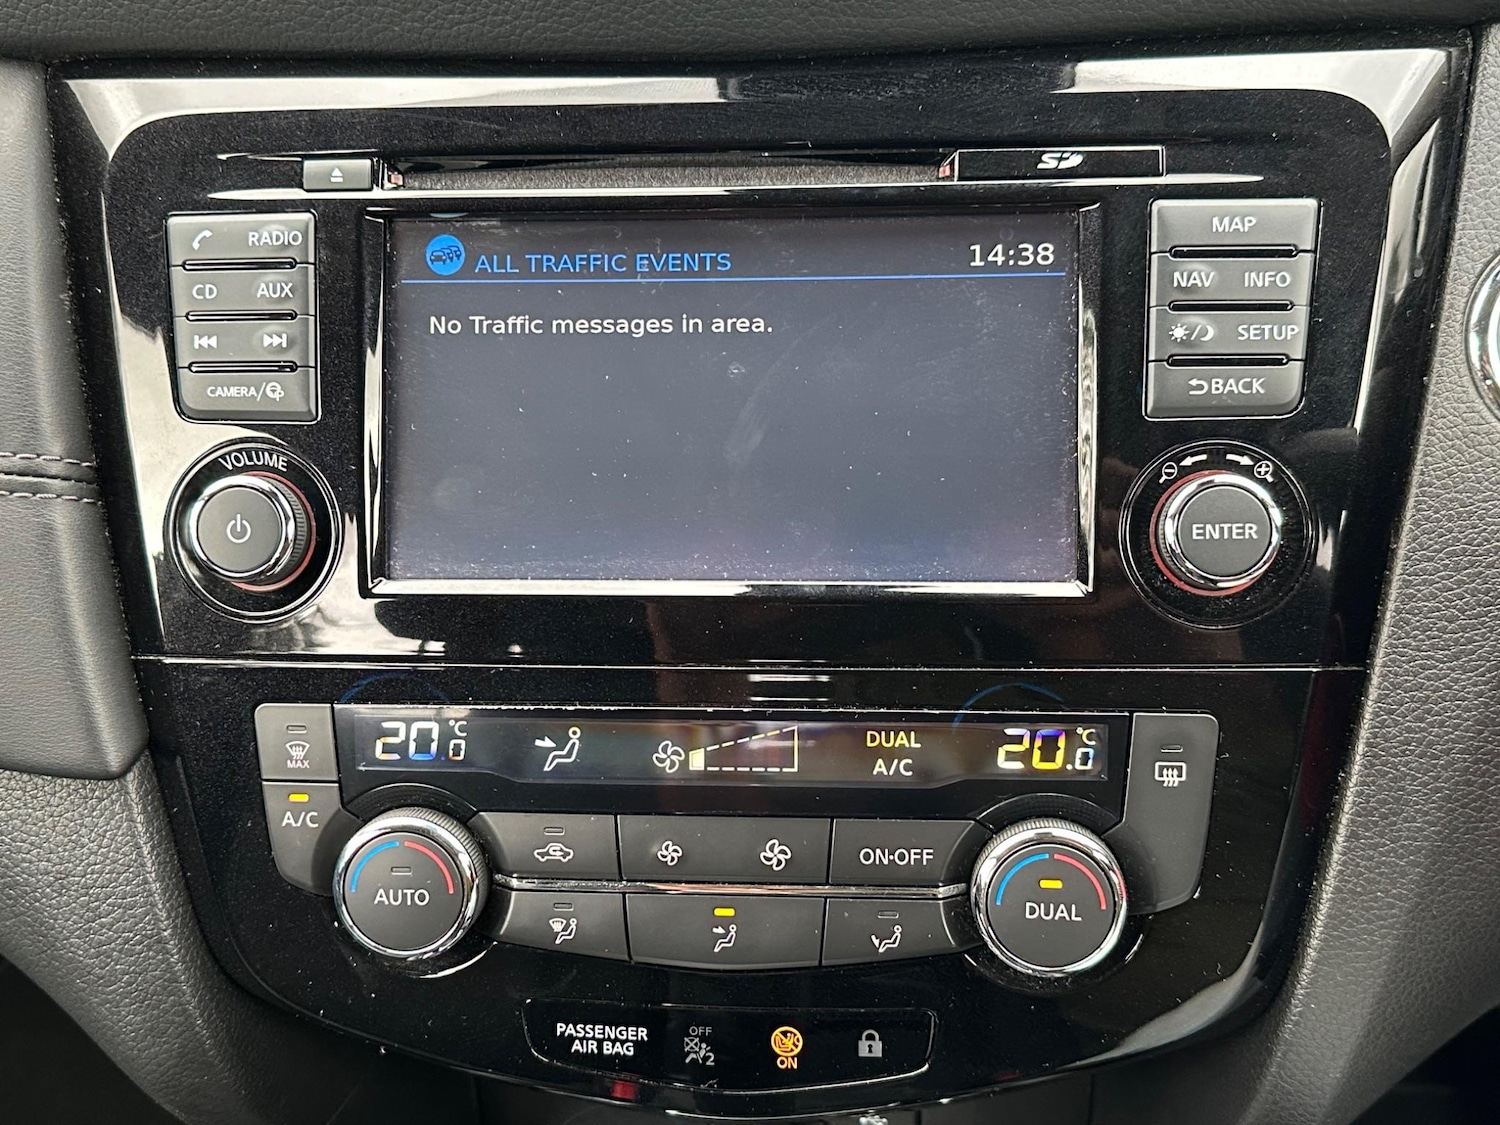 SD
RADIO
CD AUX
CAMERA/
VOLUME
ALL TRAFFIC EVENTS 14:38
No Traffic messages in area.
MAP
NAV INFO
SETUP
BACK
ENTER
MAX
A/C
20.0 °C
DUAL
A/C
20.0 °C
AUTO
ON·OFF
DUAL
PASSENGER
AIR BAG
OFF
2
ON